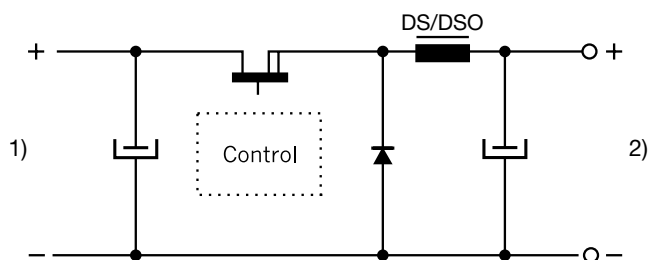 DS/DSO
+ +
1) Control 2)
− −